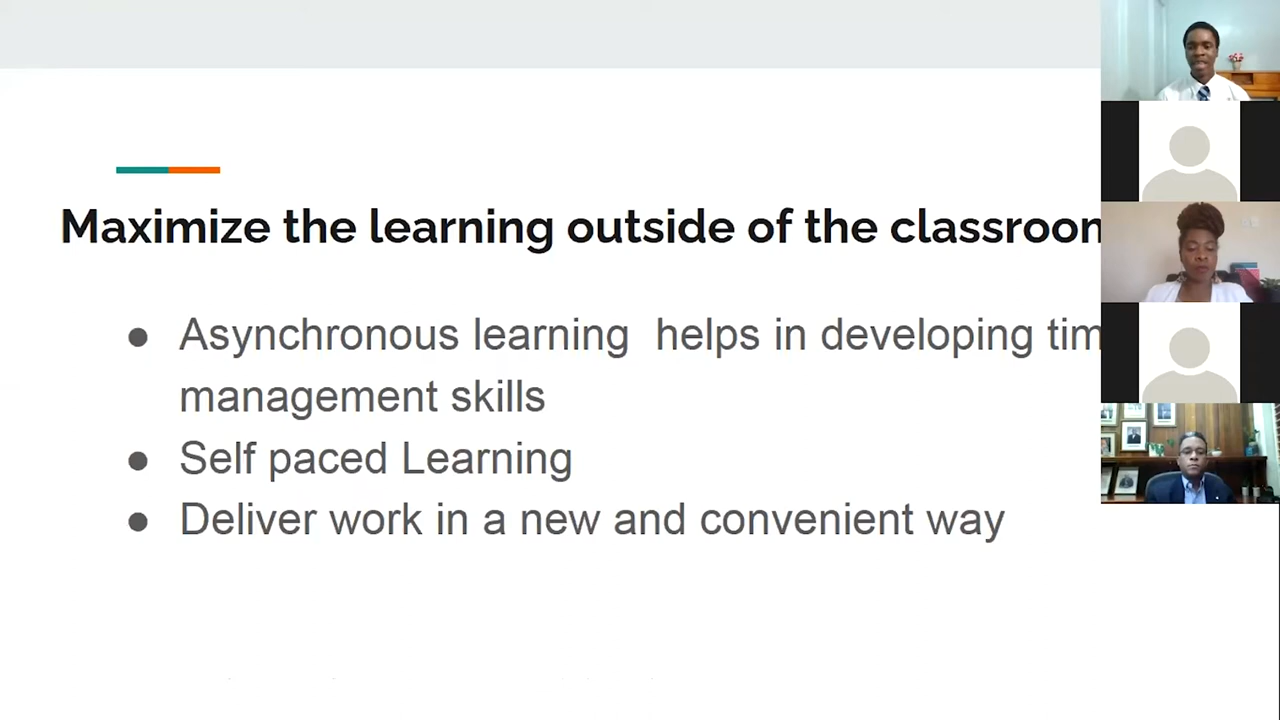 Maximize the learning outside of the classroom
● Asynchronous learning  helps in developing tim
management skills
● Self paced Learning
● Deliver work in a new and convenient way